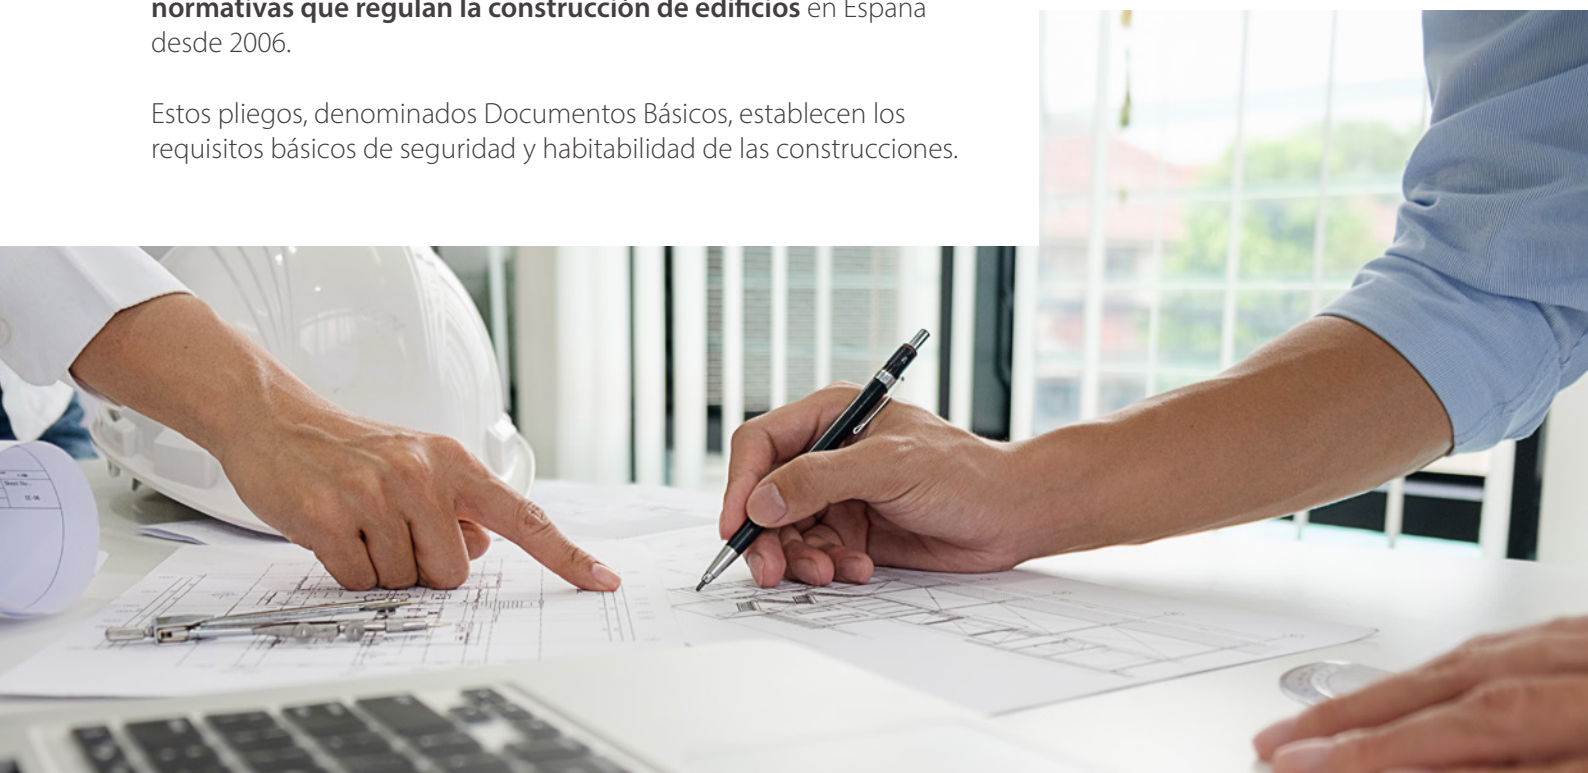 normativas que regulan la construcción de edificios en España
desde 2006.
Estos pliegos, denominados Documentos Básicos, establecen los
requisitos básicos de seguridad y habitabilidad de las construcciones.